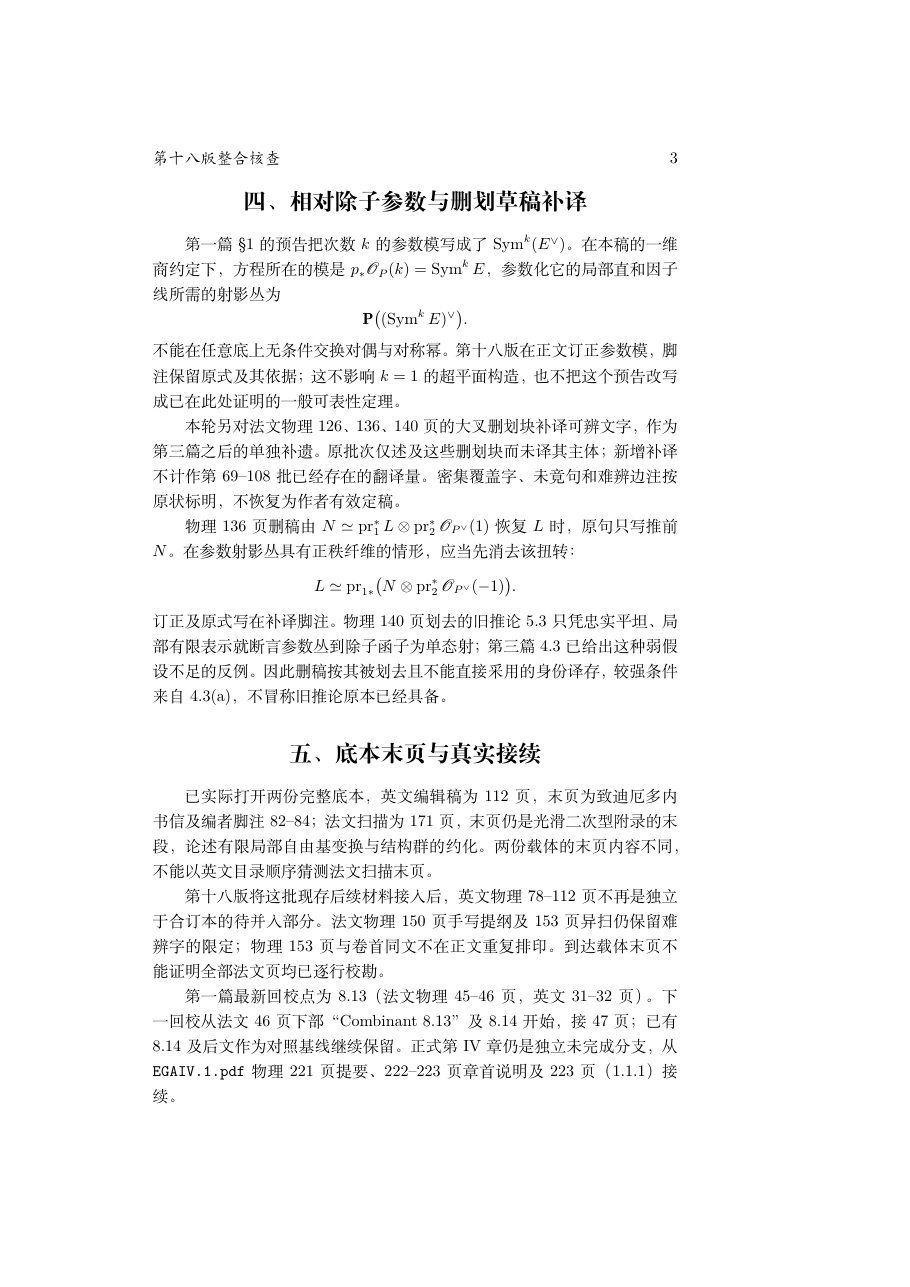 第十八版整合核查 3
四、相对除子参数与删划草稿补译
第一篇 §1 的预告把次数 k 的参数模写成了 Symᵏ(E∨)。在本稿的一维
商约定下，方程所在的模是 p∗𝒪P(k) = Symᵏ E，参数化它的局部直和因子
线所需的射影丛为
P((Symᵏ E)∨).
不能在任意底上无条件交换对偶与对称幂。第十八版在正文订正参数模，脚
注保留原式及其依据；这不影响 k = 1 的超平面构造，也不把这个预告改写
成已在此处证明的一般可表性定理。
本轮另对法文物理 126、136、140 页的大叉删划块补译可辨文字，作为
第三篇之后的单独补遗。原批次仅述及这些删划块而未译其主体；新增补译
不计作第 69–108 批已经存在的翻译量。密集覆盖字、未竟句和难辨边注按
原状标明，不恢复为作者有效定稿。
物理 136 页删稿由 N ≃ pr₁* L ⊗ pr₂* 𝒪P∨(1) 恢复 L 时，原句只写推前
N。在参数射影丛具有正秩纤维的情形，应当先消去该扭转：
L ≃ pr₁∗(N ⊗ pr₂* 𝒪P∨(−1)).
订正及原式写在补译脚注。物理 140 页划去的旧推论 5.3 只凭忠实平坦、局
部有限表示就断言参数丛到除子函子为单态射；第三篇 4.3 已给出这种弱假
设不足的反例。因此删稿按其被划去且不能直接采用的身份译存，较强条件
来自 4.3(a)，不冒称旧推论原本已经具备。
五、底本末页与真实接续
已实际打开两份完整底本，英文编辑稿为 112 页，末页为致迪厄多内
书信及编者脚注 82–84；法文扫描为 171 页，末页仍是光滑二次型附录的末
段，论述有限局部自由基变换与结构群的约化。两份载体的末页内容不同，
不能以英文目录顺序猜测法文扫描末页。
第十八版将这批现存后续材料接入后，英文物理 78–112 页不再是独立
于合订本的待并入部分。法文物理 150 页手写提纲及 153 页异扫仍保留难
辨字的限定；物理 153 页与卷首同文不在正文重复排印。到达载体末页不
能证明全部法文页均已逐行校勘。
第一篇最新回校点为 8.13（法文物理 45–46 页，英文 31–32 页）。下
一回校从法文 46 页下部 “Combinant 8.13” 及 8.14 开始，接 47 页；已有
8.14 及后文作为对照基线继续保留。正式第 IV 章仍是独立未完成分支，从
EGAIV.1.pdf 物理 221 页提要、222–223 页章首说明及 223 页（1.1.1）接
续。